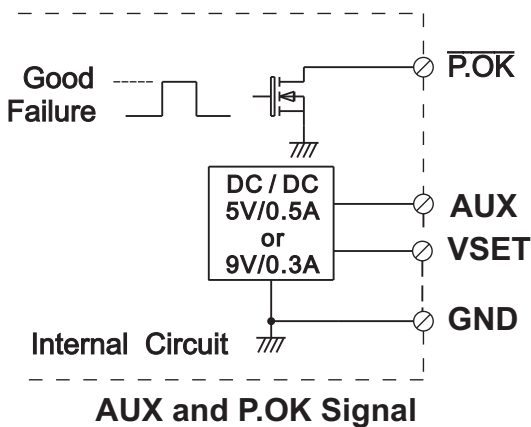 P.OK
Good
Failure
DC / DC
5V/0.5A
or
9V/0.3A
AUX
VSET
GND
Internal Circuit
AUX and P.OK Signal